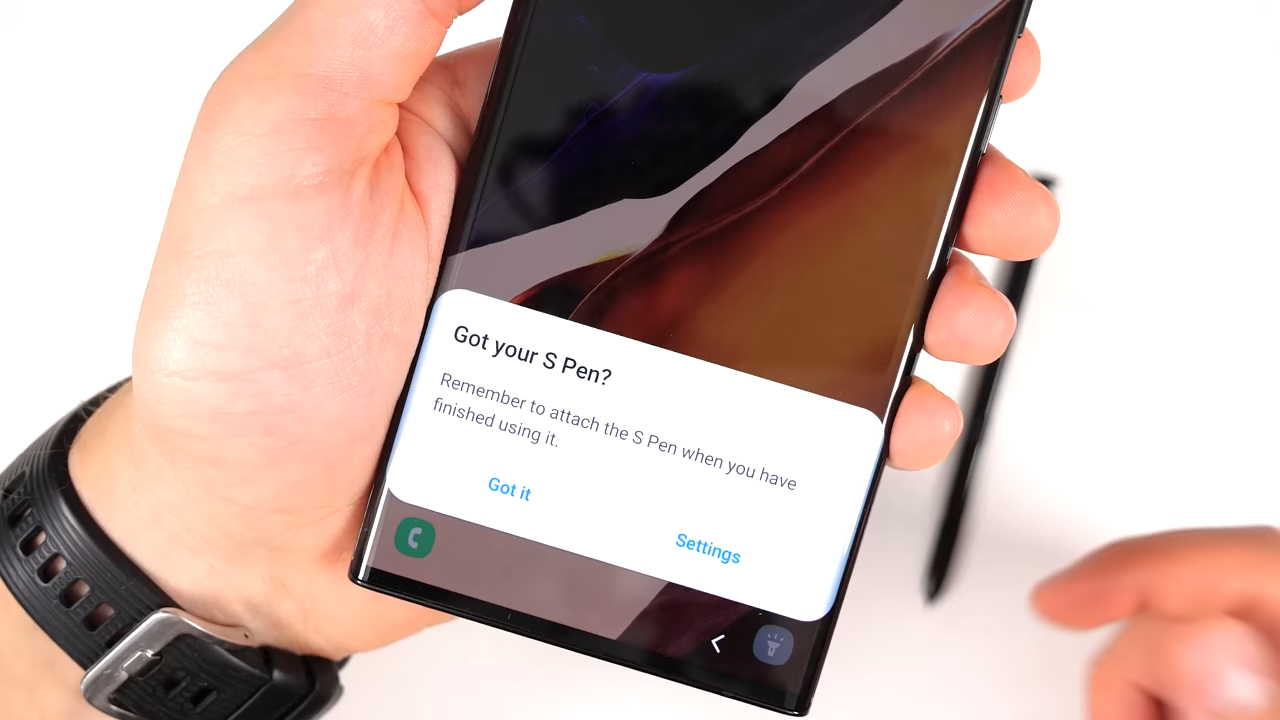 Got your S Pen?
Remember to attach the S Pen when you have
finished using it.
Got it
Settings